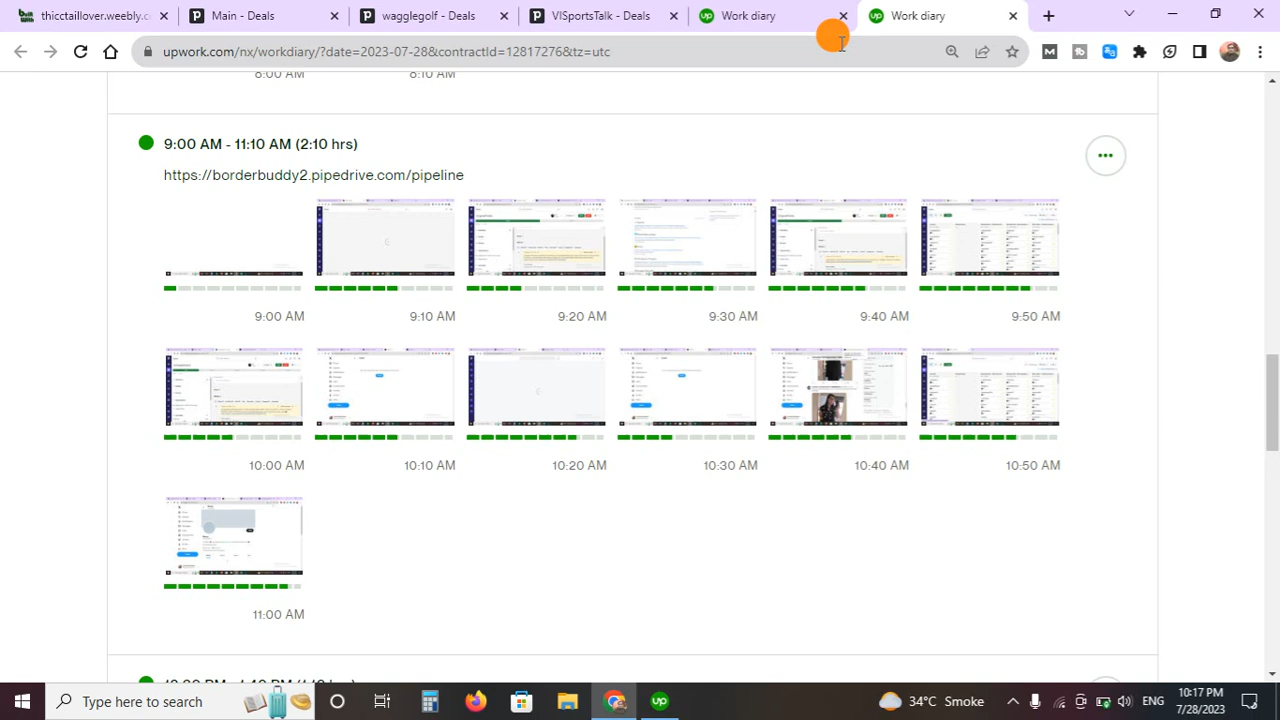 thicctaillover.weebly.c
Main - Deals
wagglegolf - Deals
VISportsTalk - Deals
Work diary
Work diary
upwork.com/nx/workdiary/?date=2023-07-28&contractId=12817276&tz=utc
8:00 AM
8:10 AM
9:00 AM - 11:10 AM (2:10 hrs)
https://borderbuddy2.pipedrive.com/pipeline
9:00 AM
9:10 AM
9:20 AM
9:30 AM
9:40 AM
9:50 AM
10:00 AM
10:10 AM
10:20 AM
10:30 AM
10:40 AM
10:50 AM
11:00 AM
Type here to search
34°C Smoke
ENG
10:17 PM
7/28/2023